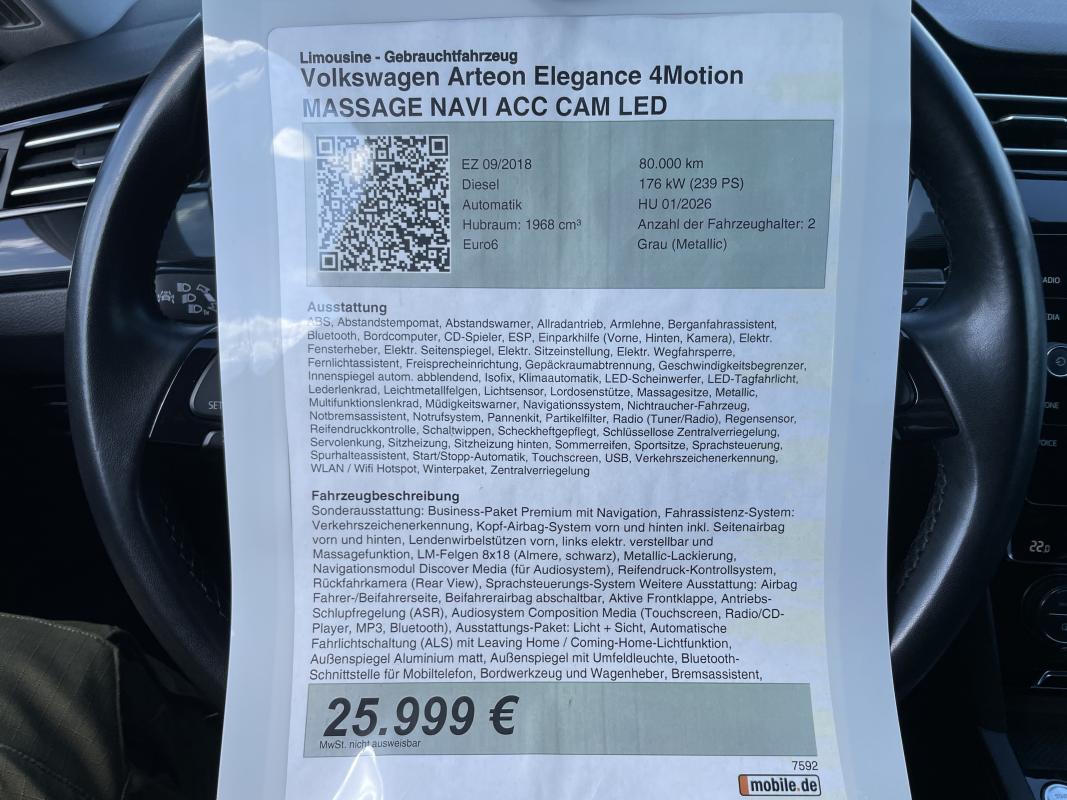 Limousine - Gebrauchtfahrzeug
Volkswagen Arteon Elegance 4Motion
MASSAGE NAVI ACC CAM LED
EZ 09/2018
80.000 km
Diesel
176 kW (239 PS)
Automatik
HU 01/2026
Hubraum: 1968 cm³
Anzahl der Fahrzeughalter: 2
Euro6
Grau (Metallic)
Ausstattung
ABS, Abstandstempomat, Abstandswarner, Allradantrieb, Armlehne, Berganfahrassistent,
Bluetooth, Bordcomputer, CD-Spieler, ESP, Einparkhilfe (Vorne, Hinten, Kamera), Elektr.
Fensterheber, Elektr. Seitenspiegel, Elektr. Sitzeinstellung, Elektr. Wegfahrsperre,
Fernlichtassistent, Freisprecheinrichtung, Gepäckraumabtrennung, Geschwindigkeitsbegrenzer,
Innenspiegel autom. abblendend, Isofix, Klimaautomatik, LED-Scheinwerfer, LED-Tagfahrlicht,
Lederlenkrad, Leichtmetallfelgen, Lichtsensor, Lordosenstütze, Massagesitze, Metallic,
Multifunktionslenkrad, Müdigkeitswarner, Navigationssystem, Nichtraucher-Fahrzeug,
Notbremsassistent, Notrufsystem, Pannenkit, Partikelfilter, Radio (Tuner/Radio), Regensensor,
Reifendruckkontrolle, Schaltwippen, Scheckheftgepflegt, Schlüssellose Zentralverriegelung,
Servolenkung, Sitzheizung, Sitzheizung hinten, Sommerreifen, Sportsitze, Sprachsteuerung,
Spurhalteassistent, Start/Stopp-Automatik, Touchscreen, USB, Verkehrszeichenerkennung,
WLAN / Wifi Hotspot, Winterpaket, Zentralverriegelung
Fahrzeugbeschreibung
Sonderausstattung: Business-Paket Premium mit Navigation, Fahrassistenz-System:
Verkehrszeichenerkennung, Kopf-Airbag-System vorn und hinten inkl. Seitenairbag
vorn und hinten, Lendenwirbelstützen vorn, links elektr. verstellbar und
Massagefunktion, LM-Felgen 8x18 (Almere, schwarz), Metallic-Lackierung,
Navigationsmodul Discover Media (für Audiosystem), Reifendruck-Kontrollsystem,
Rückfahrkamera (Rear View), Sprachsteuerungs-System Weitere Ausstattung: Airbag
Fahrer-/Beifahrerseite, Beifahrerairbag abschaltbar, Aktive Frontklappe, Antriebs-
Schlupfregelung (ASR), Audiosystem Composition Media (Touchscreen, Radio/CD-
Player, MP3, Bluetooth), Ausstattungs-Paket: Licht + Sicht, Automatische
Fahrlichtschaltung (ALS) mit Leaving Home / Coming-Home-Lichtfunktion,
Außenspiegel Aluminium matt, Außenspiegel mit Umfeldleuchte, Bluetooth-
Schnittstelle für Mobiltelefon, Bordwerkzeug und Wagenheber, Bremsassistent,
25.999 €
MwSt. nicht ausweisbar
7592
mobile.de
SET
22.0